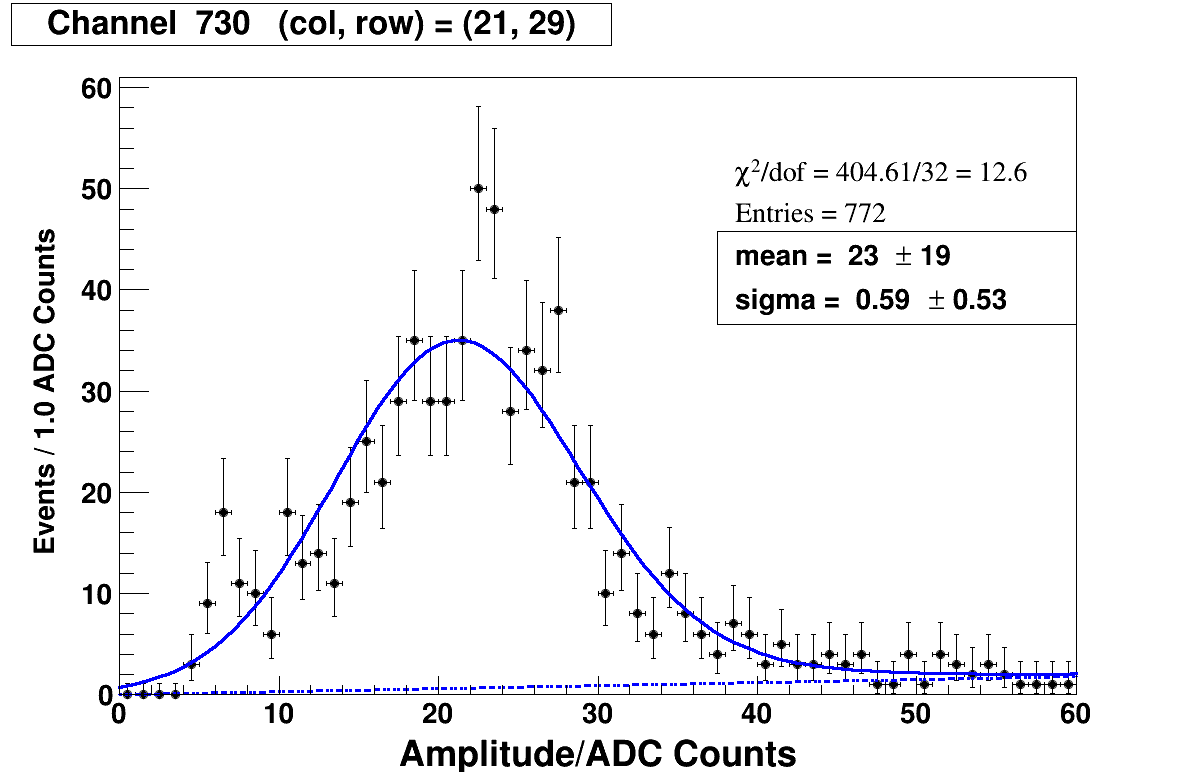 Channel 730 (col, row) = (21, 29)
60
50
40
30
20
10
0
Events / 1.0 ADC Counts
χ²/dof = 404.61/32 = 12.6
Entries = 772
mean = 23 ± 19
sigma = 0.59 ± 0.53
0 10 20 30 40 50 60
Amplitude/ADC Counts